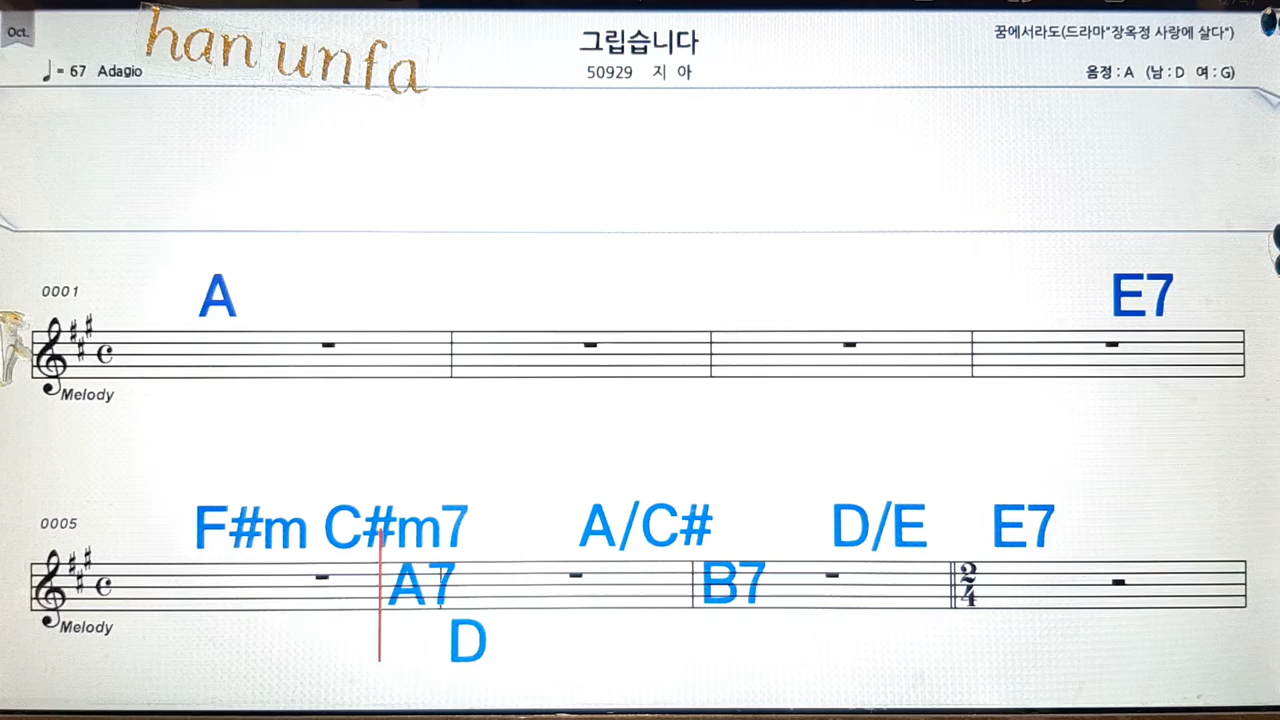 Oct.
han unfa
그립습니다
꿈에서라도(드라마"장옥정 사랑에 살다")
♩= 67 Adagio
50929 지 아
음정 : A (남 : D 여 : G)
0001
A
E7
Melody
0005
F#m C#m7 A/C# D/E E7
A7 B7
2
4
Melody
D